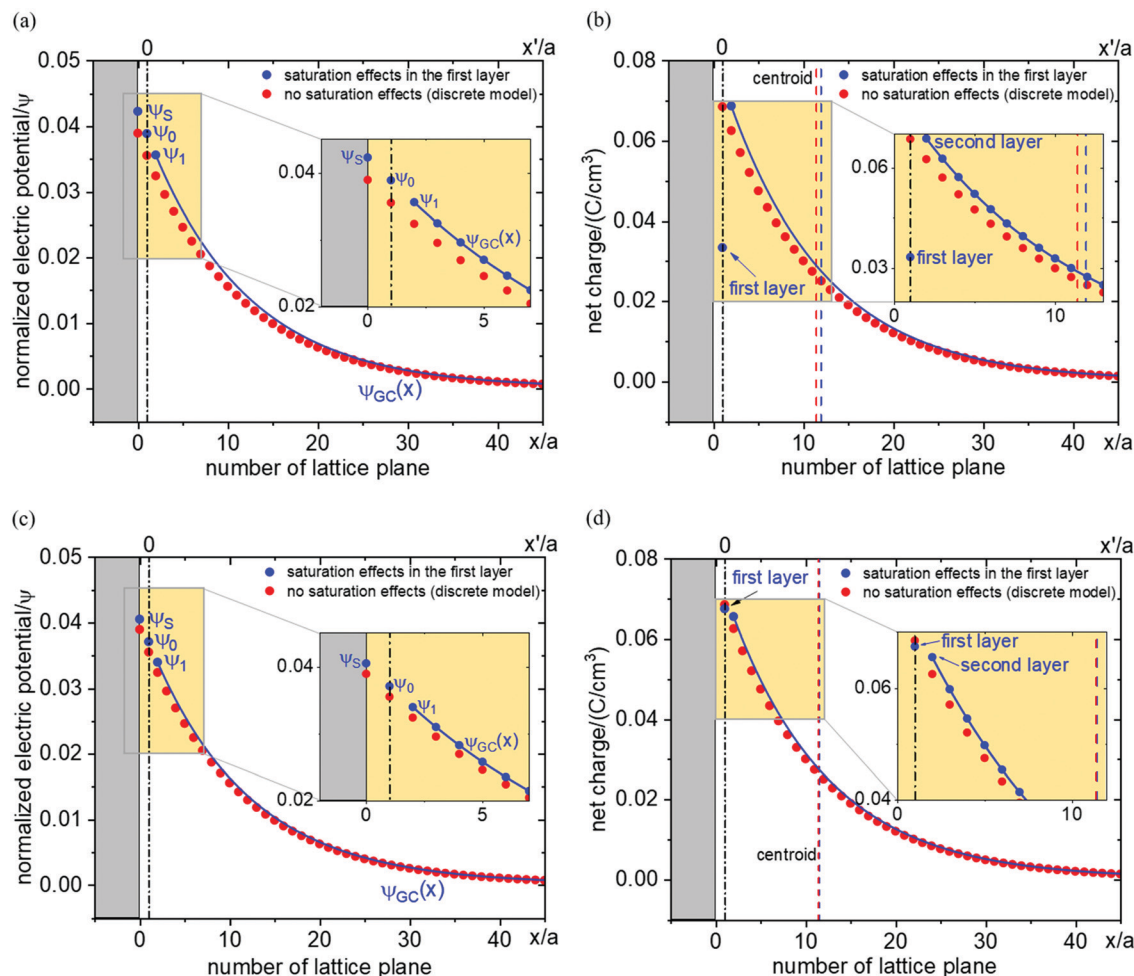 (a)
0
x'/a
0.05
0.04
0.03
0.02
0.01
0.00
normalized electric potential/ψ
saturation effects in the first layer
no saturation effects (discrete model)
ψS
ψ0
ψ1
0.04
0.02
ψS
ψ0
ψ1
ψGC(x)
0
5
ψGC(x)
0
10
20
30
40
x/a
45
number of lattice plane
(b)
0
x'/a
0.08
0.06
0.04
0.02
0.00
net charge/(C/cm³)
centroid
saturation effects in the first layer
no saturation effects (discrete model)
first layer
0.06
0.03
second layer
first layer
0
10
0
10
20
30
40
x/a
45
number of lattice plane
(c)
0
x'/a
0.05
0.04
0.03
0.02
0.01
0.00
normalized electric potential/ψ
saturation effects in the first layer
no saturation effects (discrete model)
ψS
ψ0
ψ1
0.04
0.02
ψS
ψ0
ψ1
ψGC(x)
0
5
ψGC(x)
0
10
20
30
40
x/a
45
number of lattice plane
(d)
0
x'/a
0.08
0.06
0.04
0.02
0.00
net charge/(C/cm³)
saturation effects in the first layer
no saturation effects (discrete model)
first layer
0.06
0.04
first layer
second layer
0
10
centroid
0
10
20
30
40
x/a
45
number of lattice plane